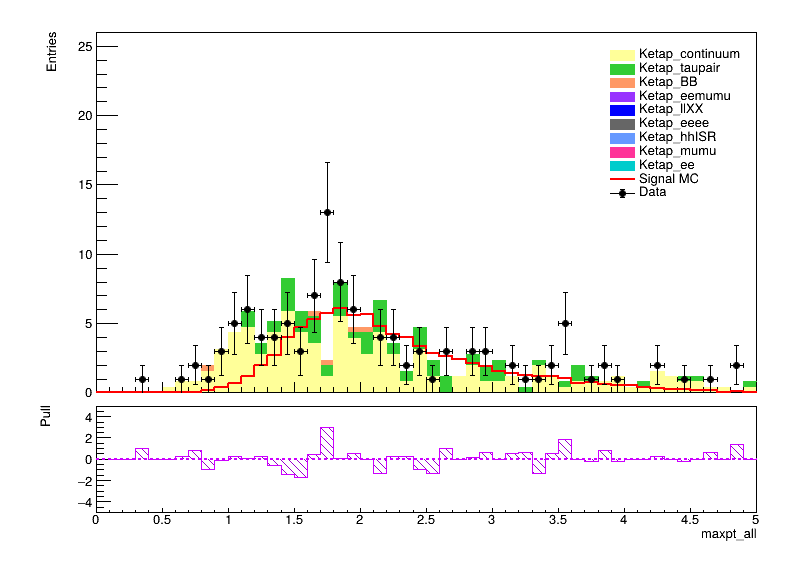 Entries
25
20
15
10
5
0
Ketap_continuum
Ketap_taupair
Ketap_BB
Ketap_eemumu
Ketap_llXX
Ketap_eeee
Ketap_hhISR
Ketap_mumu
Ketap_ee
Signal MC
Data
Pull
4
2
0
−2
−4
0 0.5 1 1.5 2 2.5 3 3.5 4 4.5 5
maxpt_all